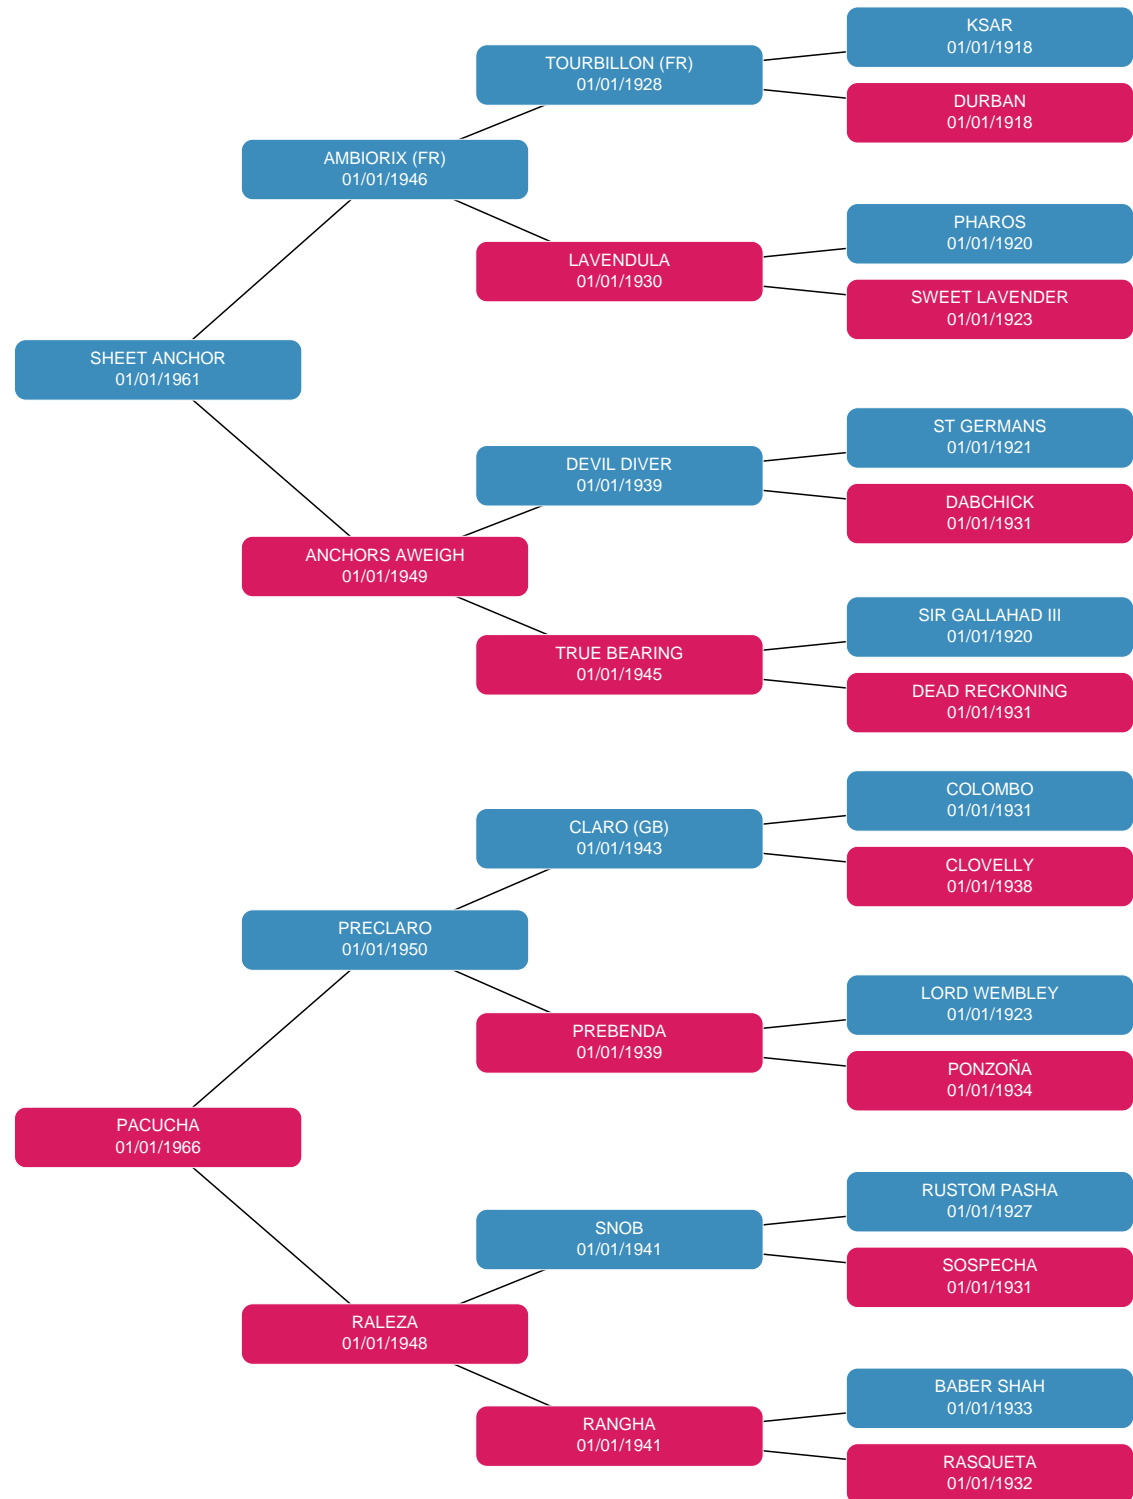 KSAR
01/01/1918
TOURBILLON (FR)
01/01/1928
DURBAN
01/01/1918
AMBIORIX (FR)
01/01/1946
PHAROS
01/01/1920
LAVENDULA
01/01/1930
SWEET LAVENDER
01/01/1923
SHEET ANCHOR
01/01/1961
ST GERMANS
01/01/1921
DEVIL DIVER
01/01/1939
DABCHICK
01/01/1931
ANCHORS AWEIGH
01/01/1949
SIR GALLAHAD III
01/01/1920
TRUE BEARING
01/01/1945
DEAD RECKONING
01/01/1931
COLOMBO
01/01/1931
CLARO (GB)
01/01/1943
CLOVELLY
01/01/1938
PRECLARO
01/01/1950
LORD WEMBLEY
01/01/1923
PREBENDA
01/01/1939
PONZOÑA
01/01/1934
PACUCHA
01/01/1966
RUSTOM PASHA
01/01/1927
SNOB
01/01/1941
SOSPECHA
01/01/1931
RALEZA
01/01/1948
BABER SHAH
01/01/1933
RANGHA
01/01/1941
RASQUETA
01/01/1932